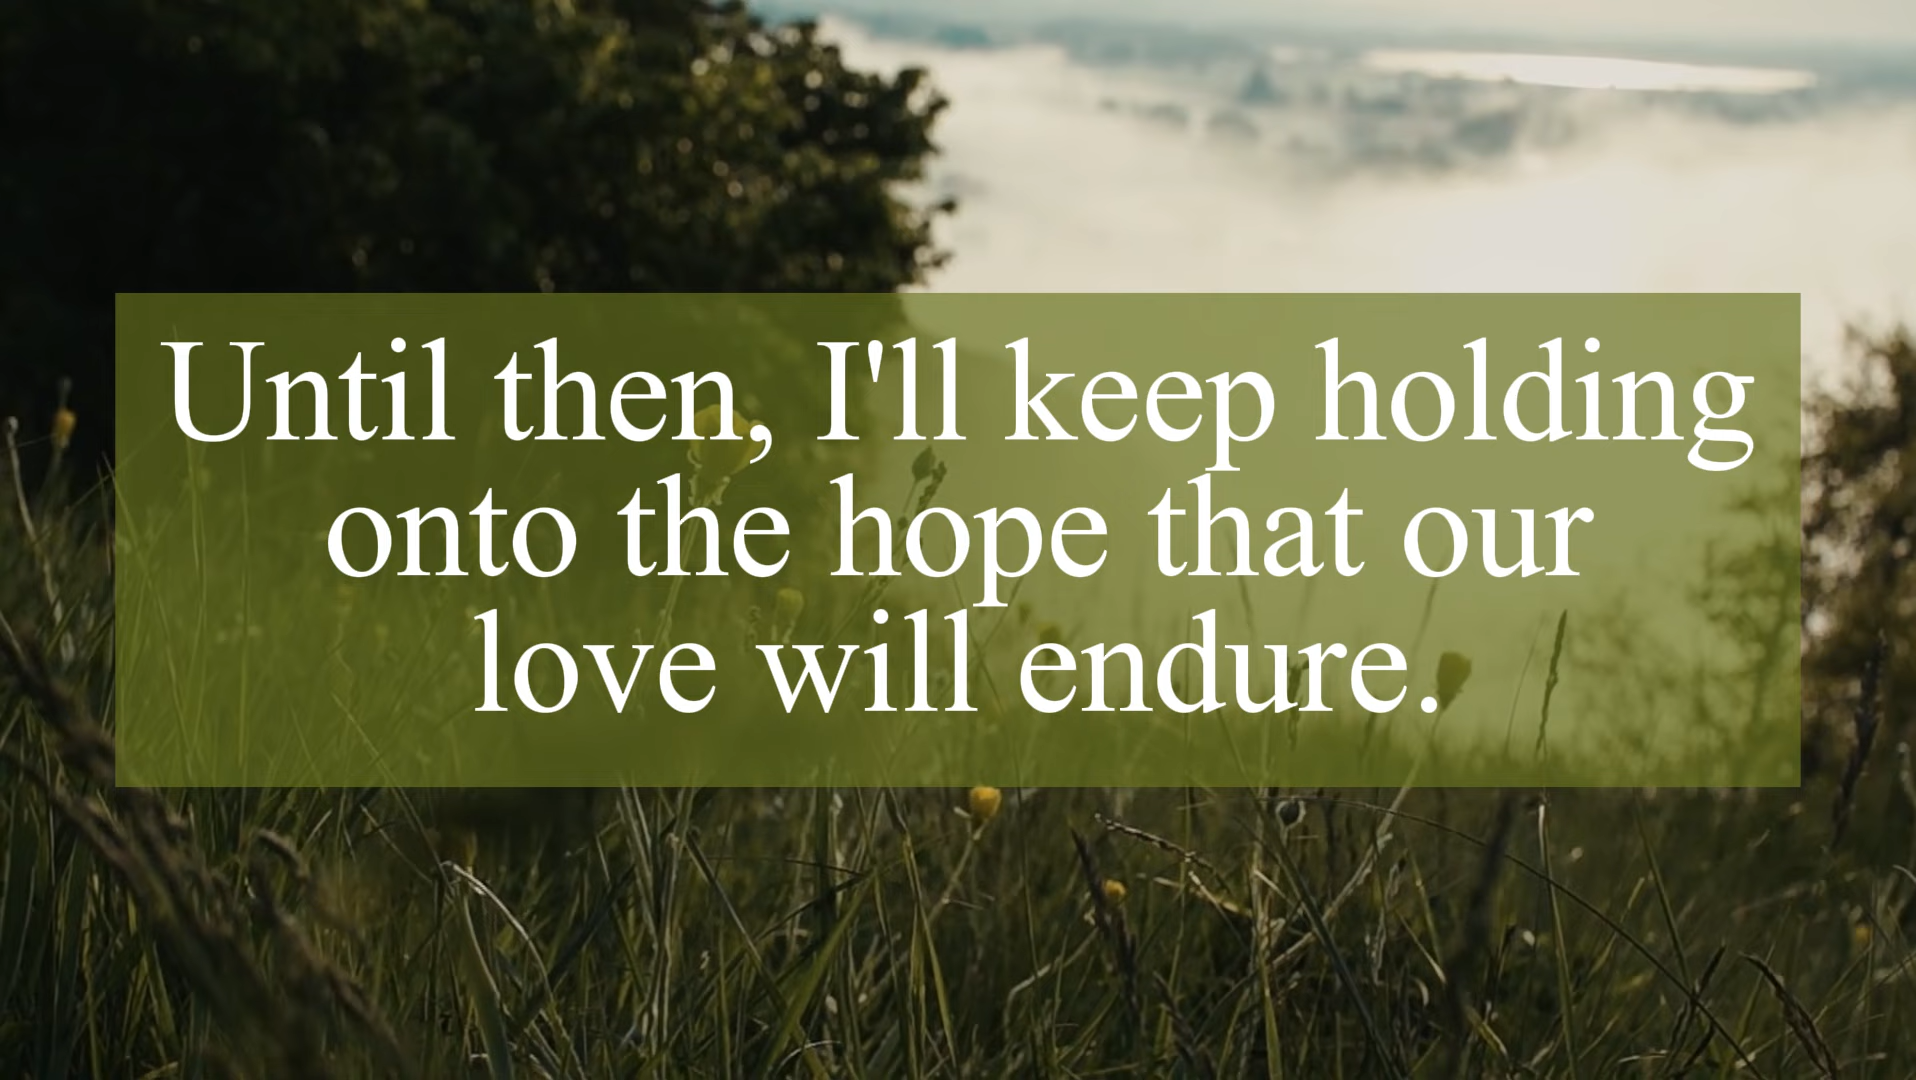 Until then, I'll keep holding
onto the hope that our
love will endure.